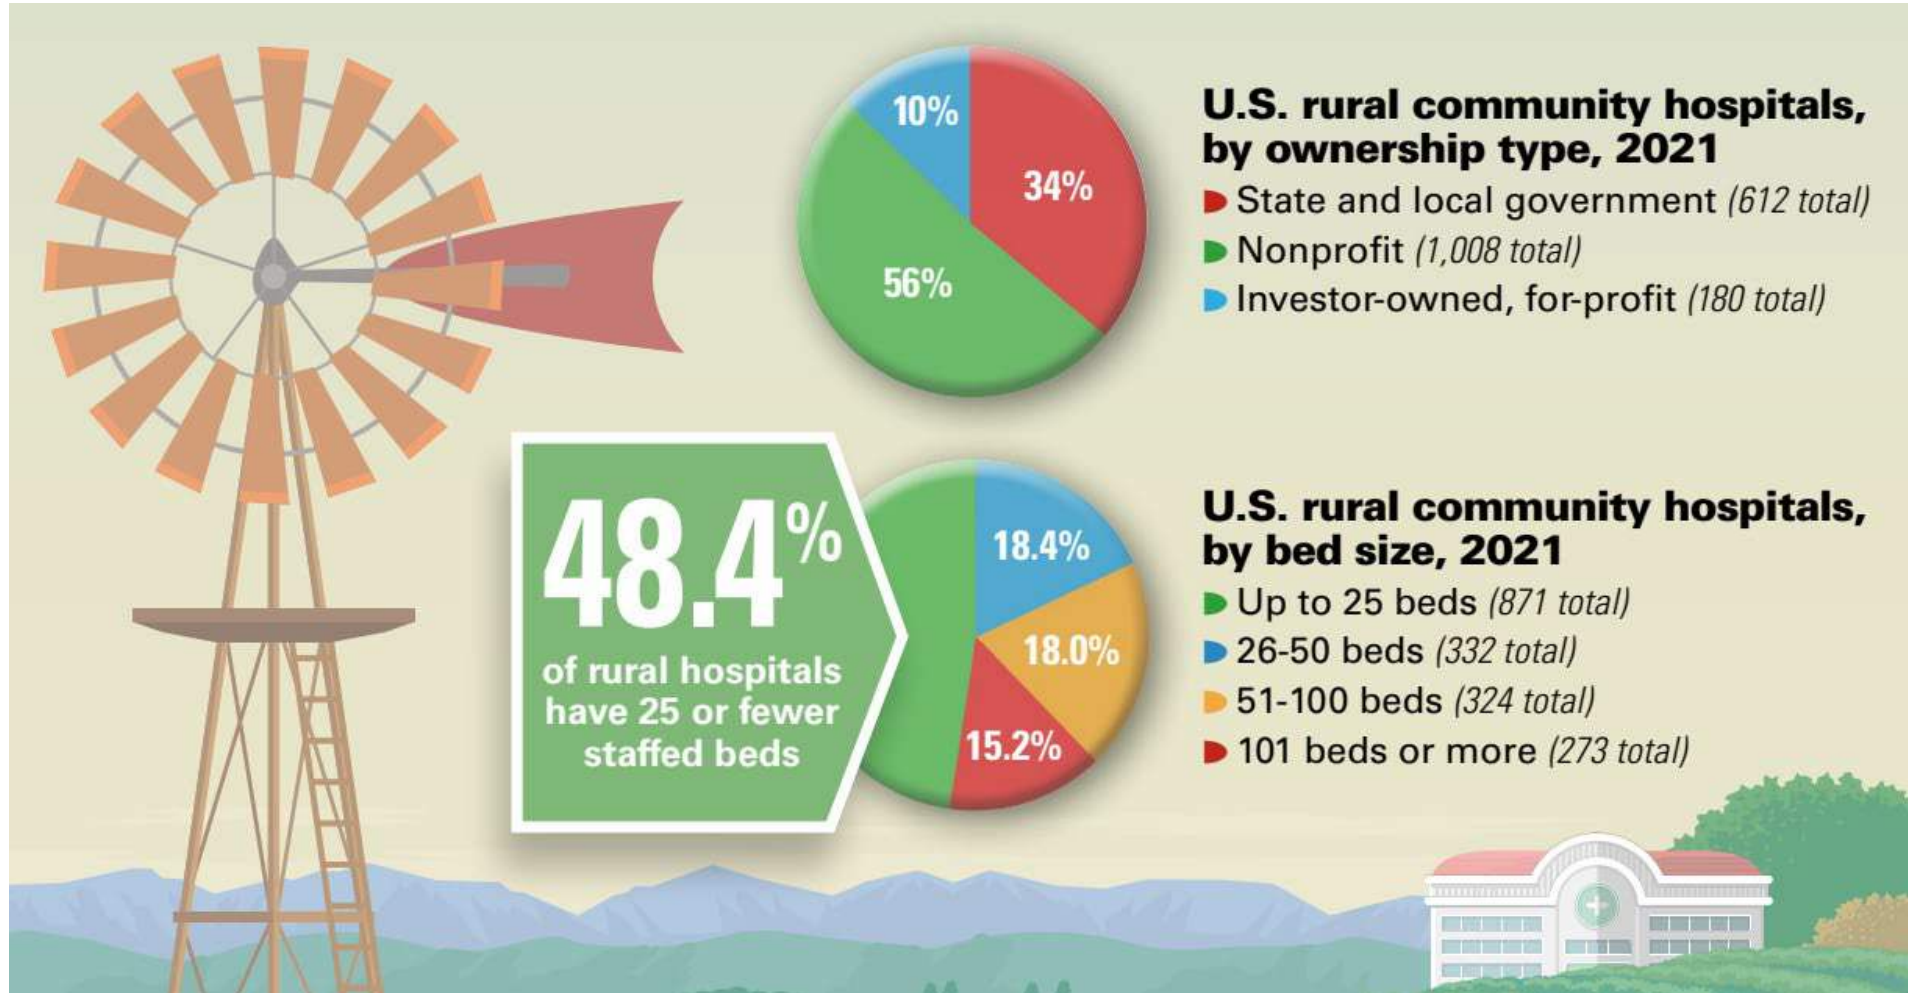 10%
34%
56%
U.S. rural community hospitals,
by ownership type, 2021
State and local government (612 total)
Nonprofit (1,008 total)
Investor-owned, for-profit (180 total)
48.4%
of rural hospitals
have 25 or fewer
staffed beds
18.4%
18.0%
15.2%
U.S. rural community hospitals,
by bed size, 2021
Up to 25 beds (871 total)
26-50 beds (332 total)
51-100 beds (324 total)
101 beds or more (273 total)